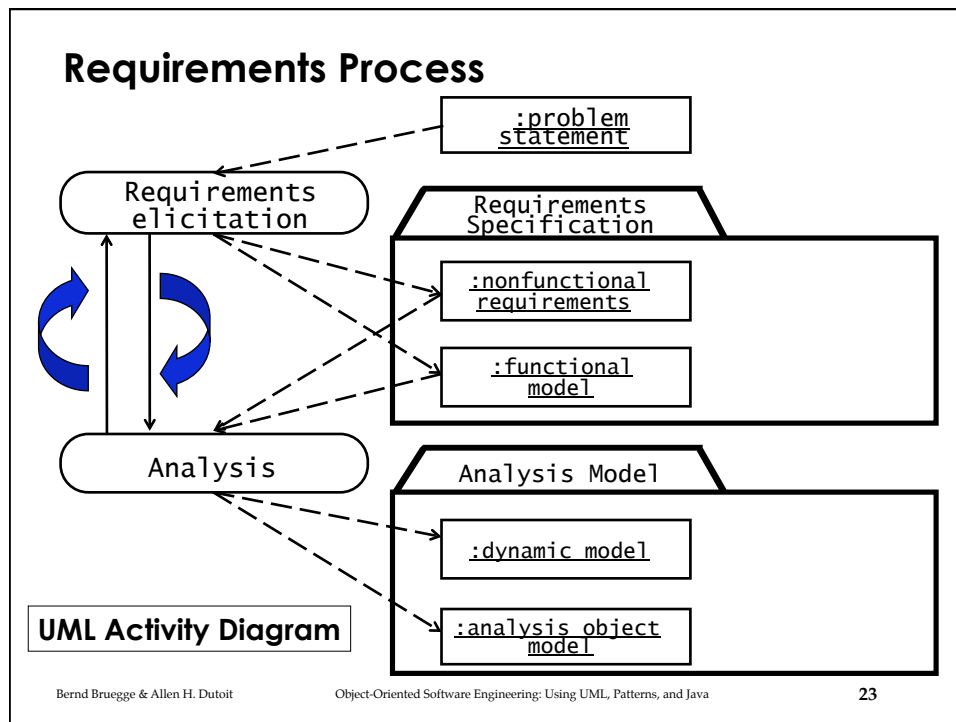 Requirements Process
:problem
statement
Requirements
elicitation
Requirements
Specification
:nonfunctional
requirements
:functional
model
Analysis
Analysis Model
:dynamic model
:analysis object
model
UML Activity Diagram
Bernd Bruegge & Allen H. Dutoit
Object-Oriented Software Engineering: Using UML, Patterns, and Java
23